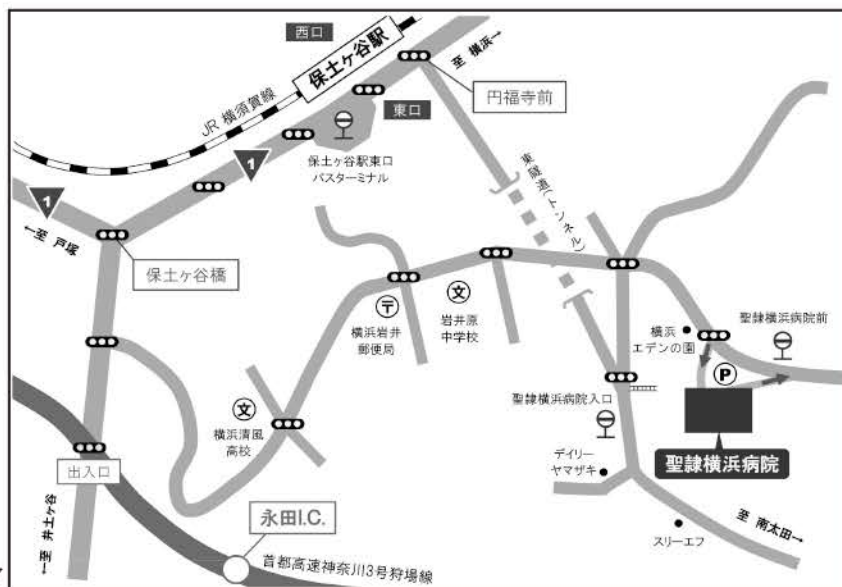 西口
保土ヶ谷駅
至 横浜→
JR 横須賀線
東口
円福寺前
1
保土ヶ谷駅東口
バスターミナル
1
←至 戸塚
東隧道(トンネル)
保土ヶ谷橋
〒
横浜岩井
郵便局
文
岩井原
中学校
横浜
エデンの園
聖隷横浜病院前
P
文
横浜清風
高校
聖隷横浜病院入口
聖隷横浜病院
デイリー
ヤマザキ
出入口
←至 井土ヶ谷
永田I.C.
首都高速神奈川3号狩場線
スリーエフ
至 南太田→